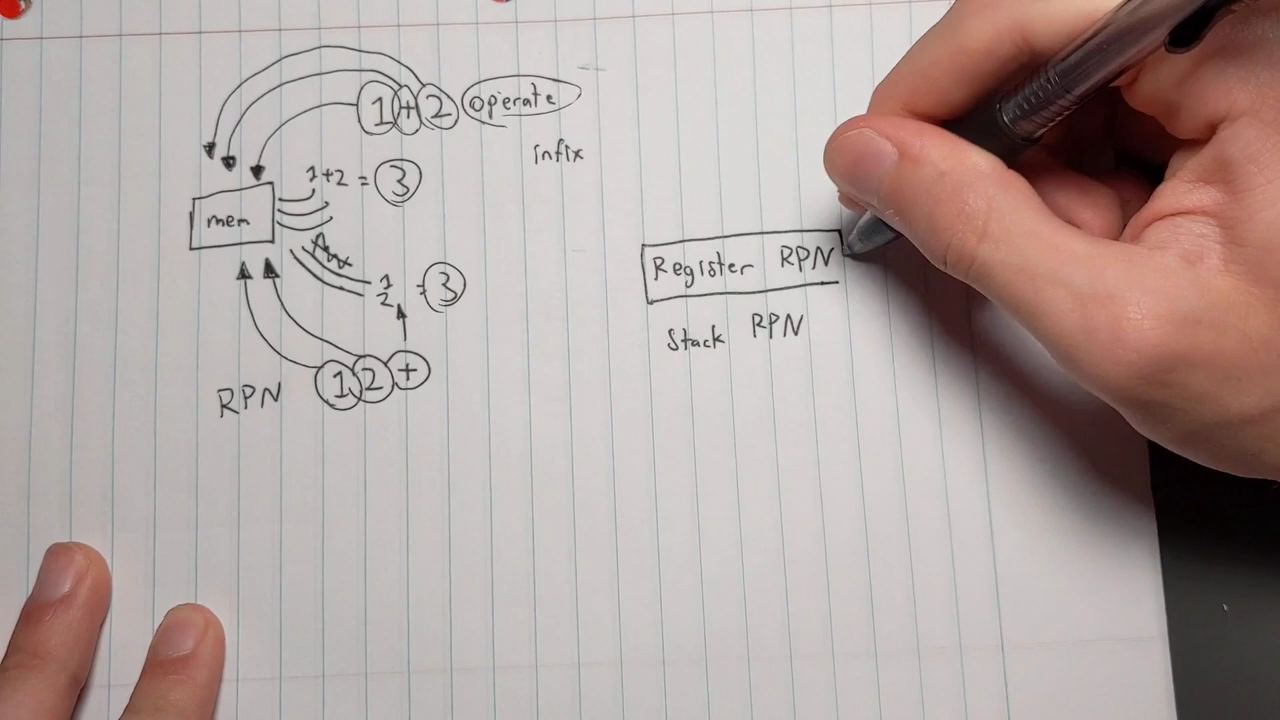 1 + 2 operate
infix
1+2 = 3
mem
1
2 = 3
RPN 1 2 +
Register RPN
Stack RPN